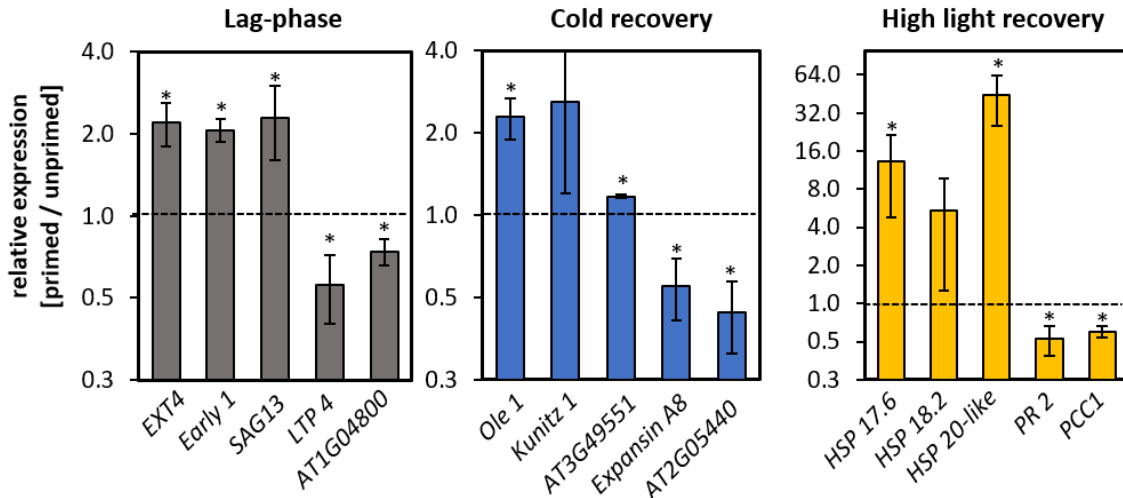 Lag-phase
Cold recovery
High light recovery
relative expression
[primed / unprimed]
4.0
2.0
1.0
0.5
0.3
*
*
*
*
*
EXT4
Early 1
SAG13
LTP 4
AT1G04800
4.0
2.0
1.0
0.5
0.3
*
*
*
*
Ole 1
Kunitz 1
AT3G49551
Expansin A8
AT2G05440
64.0
32.0
16.0
8.0
4.0
2.0
1.0
0.5
0.3
*
*
*
*
HSP 17.6
HSP 18.2
HSP 20-like
PR 2
PCC1